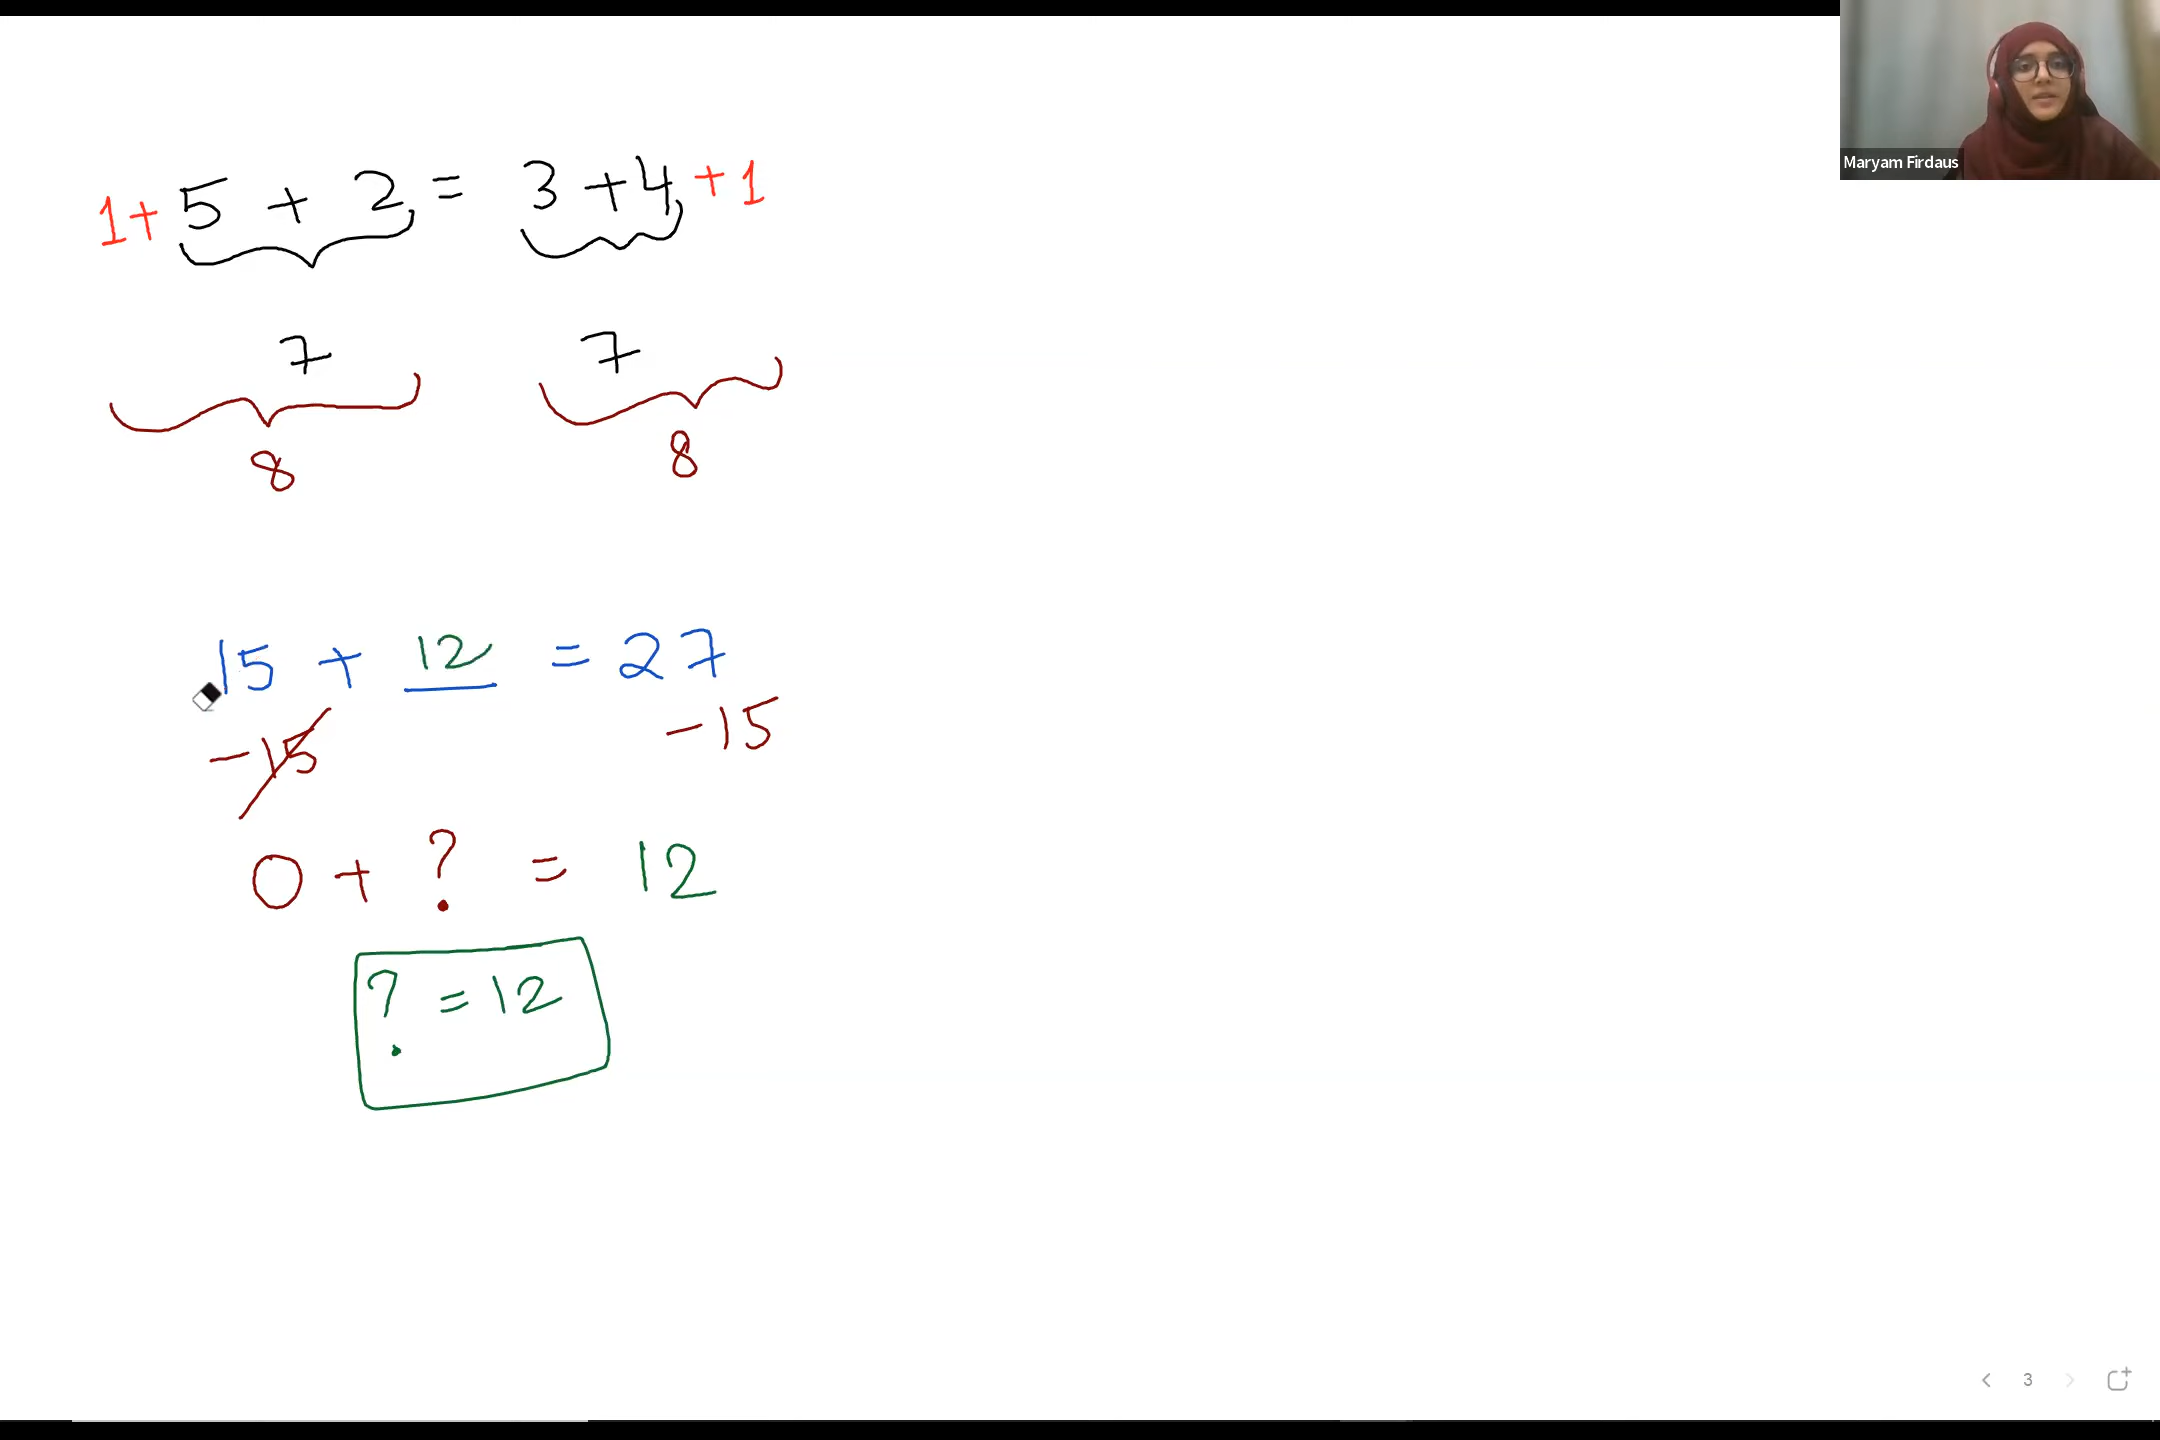 Maryam Firdaus
1+ 5 + 2 = 3 + 4 + 1
7 7
8 8
15 + 12 = 27
-15 -15
0 + ? = 12
? = 12
3